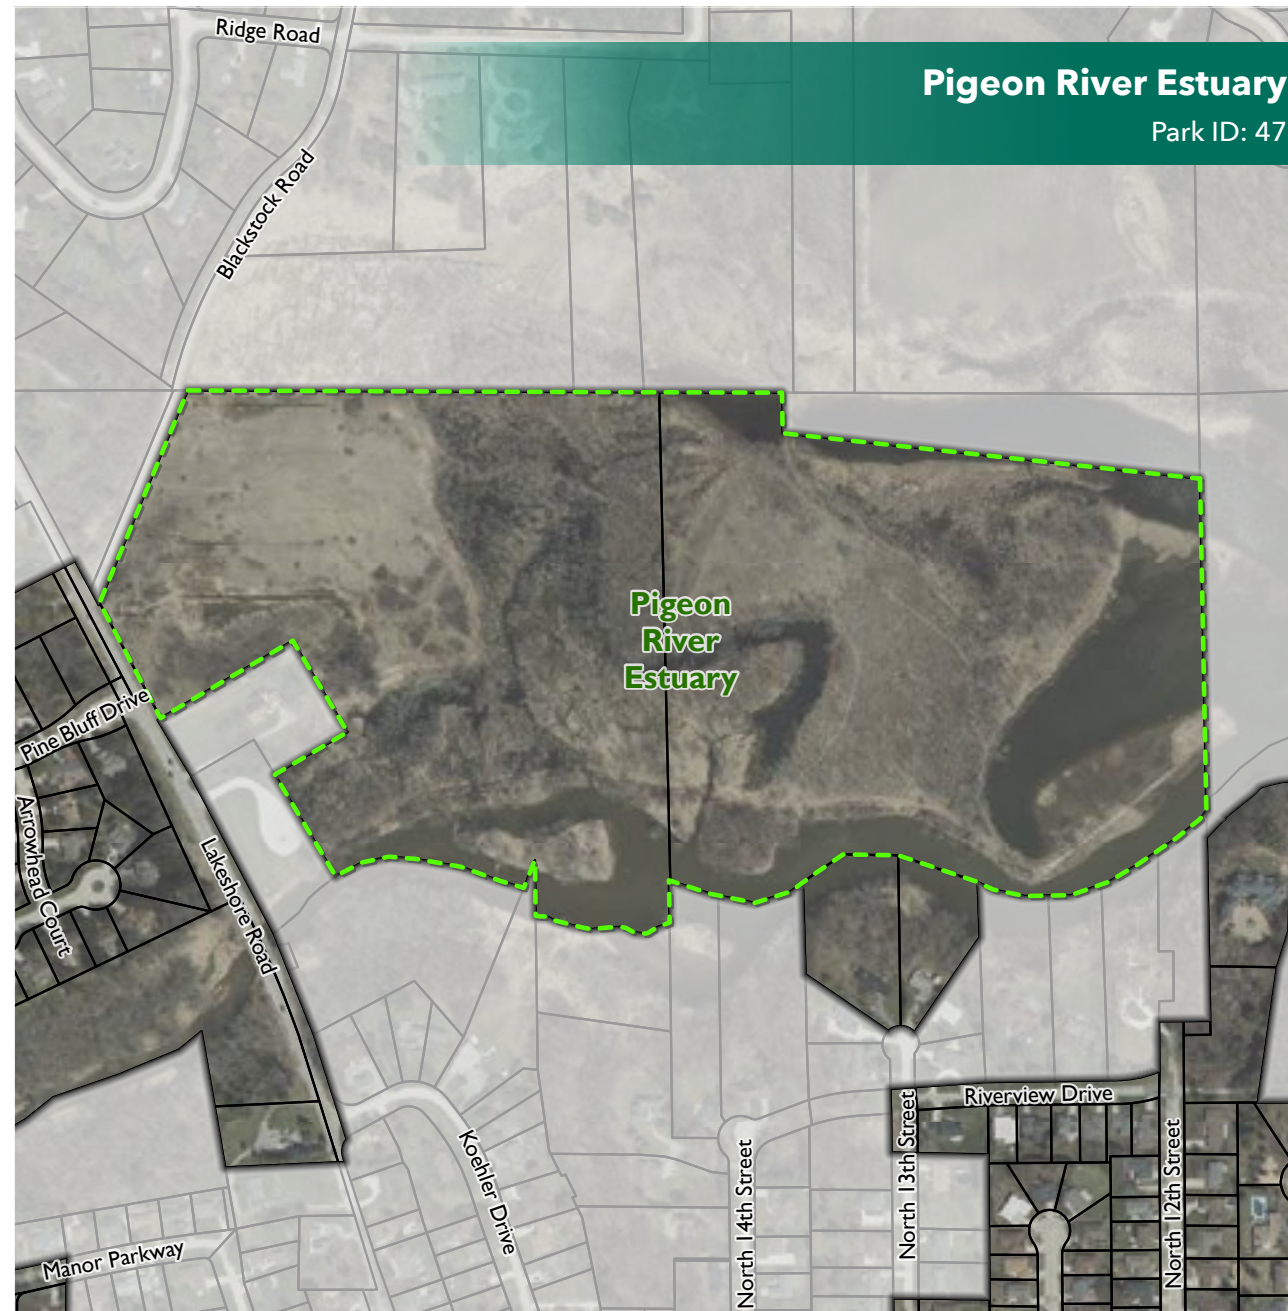 Ridge Road
Pigeon River Estuary
Park ID: 47
Blackstock Road
Pigeon
River
Estuary
Pine Bluff Drive
Arrowhead Court
Lakeshore Road
Riverview Drive
Koehler Drive
North 14th Street
North 13th Street
North 12th Street
Manor Parkway